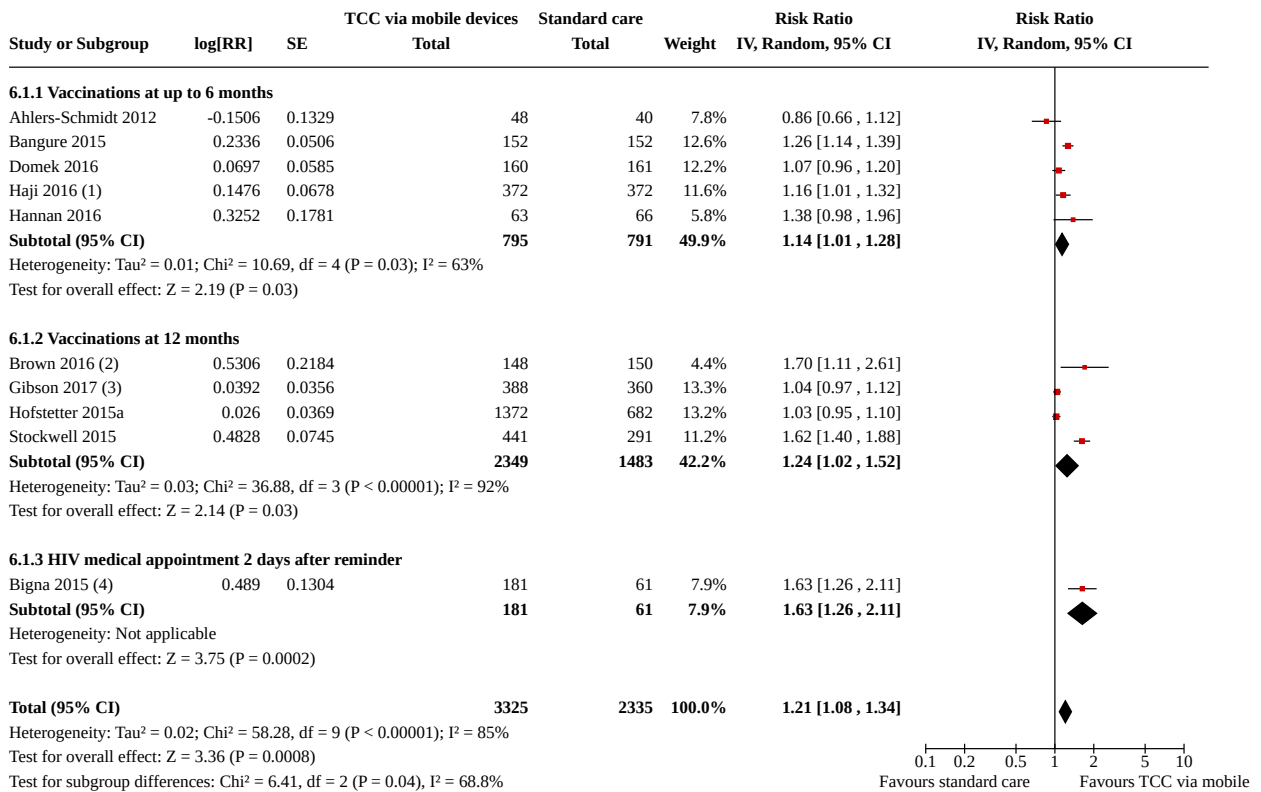 TCC via mobile devices Standard care Risk Ratio Risk Ratio
Study or Subgroup log[RR] SE Total Total Weight IV, Random, 95% CI IV, Random, 95% CI
6.1.1 Vaccinations at up to 6 months
Ahlers-Schmidt 2012 -0.1506 0.1329 48 40 7.8% 0.86 [0.66 , 1.12]
Bangure 2015 0.2336 0.0506 152 152 12.6% 1.26 [1.14 , 1.39]
Domek 2016 0.0697 0.0585 160 161 12.2% 1.07 [0.96 , 1.20]
Haji 2016 (1) 0.1476 0.0678 372 372 11.6% 1.16 [1.01 , 1.32]
Hannan 2016 0.3252 0.1781 63 66 5.8% 1.38 [0.98 , 1.96]
Subtotal (95% CI) 795 791 49.9% 1.14 [1.01 , 1.28]
Heterogeneity: Tau² = 0.01; Chi² = 10.69, df = 4 (P = 0.03); I² = 63%
Test for overall effect: Z = 2.19 (P = 0.03)
6.1.2 Vaccinations at 12 months
Brown 2016 (2) 0.5306 0.2184 148 150 4.4% 1.70 [1.11 , 2.61]
Gibson 2017 (3) 0.0392 0.0356 388 360 13.3% 1.04 [0.97 , 1.12]
Hofstetter 2015a 0.026 0.0369 1372 682 13.2% 1.03 [0.95 , 1.10]
Stockwell 2015 0.4828 0.0745 441 291 11.2% 1.62 [1.40 , 1.88]
Subtotal (95% CI) 2349 1483 42.2% 1.24 [1.02 , 1.52]
Heterogeneity: Tau² = 0.03; Chi² = 36.88, df = 3 (P < 0.00001); I² = 92%
Test for overall effect: Z = 2.14 (P = 0.03)
6.1.3 HIV medical appointment 2 days after reminder
Bigna 2015 (4) 0.489 0.1304 181 61 7.9% 1.63 [1.26 , 2.11]
Subtotal (95% CI) 181 61 7.9% 1.63 [1.26 , 2.11]
Heterogeneity: Not applicable
Test for overall effect: Z = 3.75 (P = 0.0002)
Total (95% CI) 3325 2335 100.0% 1.21 [1.08 , 1.34]
Heterogeneity: Tau² = 0.02; Chi² = 58.28, df = 9 (P < 0.00001); I² = 85%
Test for overall effect: Z = 3.36 (P = 0.0008)
0.1 0.2 0.5 1 2 5 10
Test for subgroup differences: Chi² = 6.41, df = 2 (P = 0.04), I² = 68.8%
Favours standard care Favours TCC via mobile